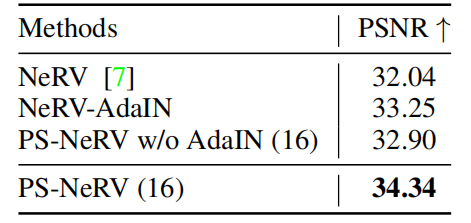 Methods PSNR ↑
NeRV [7] 32.04
NeRV-AdaIN 33.25
PS-NeRV w/o AdaIN (16) 32.90
PS-NeRV (16) 34.34